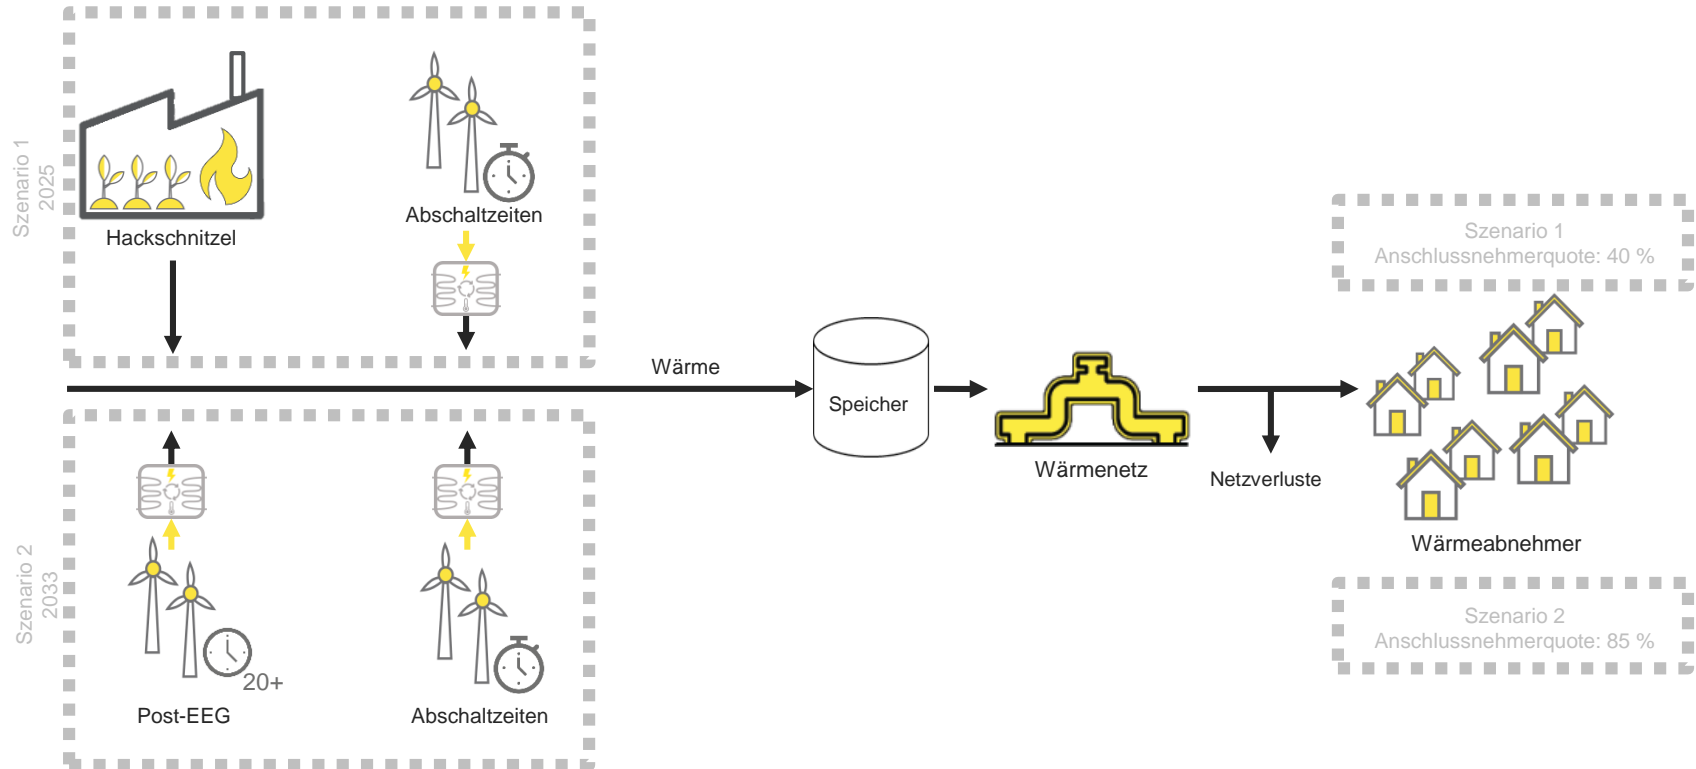 Szenario 1
2025
Hackschnitzel
Abschaltzeiten
Szenario 1
Anschlussnehmerquote: 40 %
Wärme
Speicher
Wärmenetz
Netzverluste
Wärmeabnehmer
Szenario 2
2033
20+
Post-EEG
Abschaltzeiten
Szenario 2
Anschlussnehmerquote: 85 %